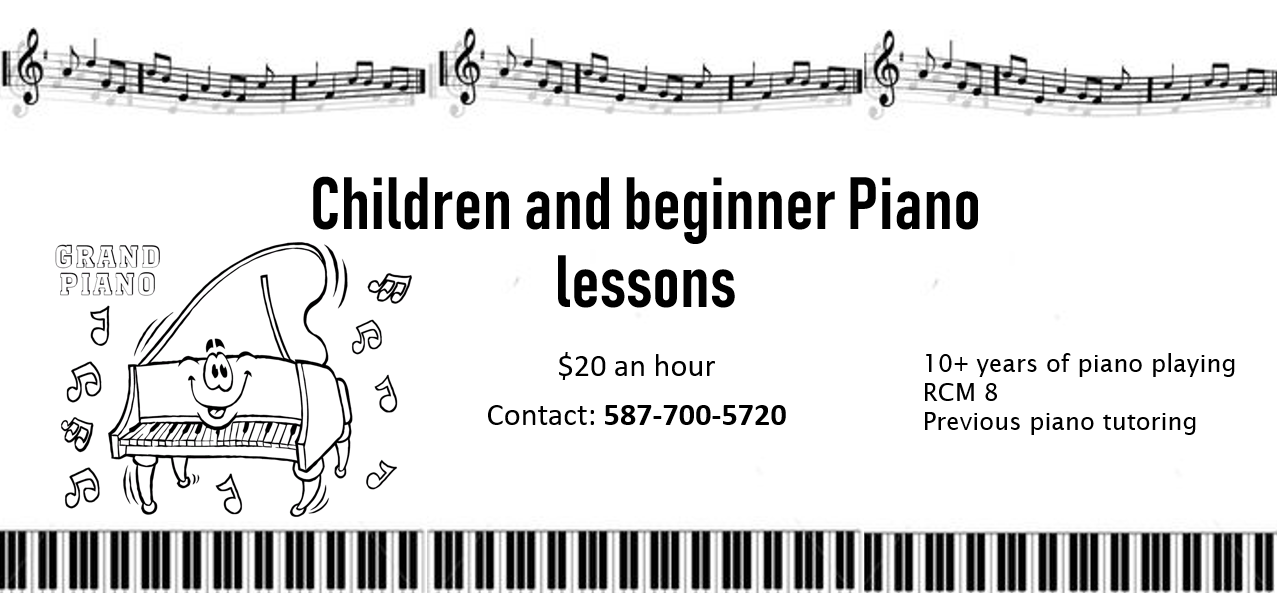 Children and beginner Piano
lessons
GRAND
PIANO
$20 an hour
Contact: 587-700-5720
10+ years of piano playing
RCM 8
Previous piano tutoring